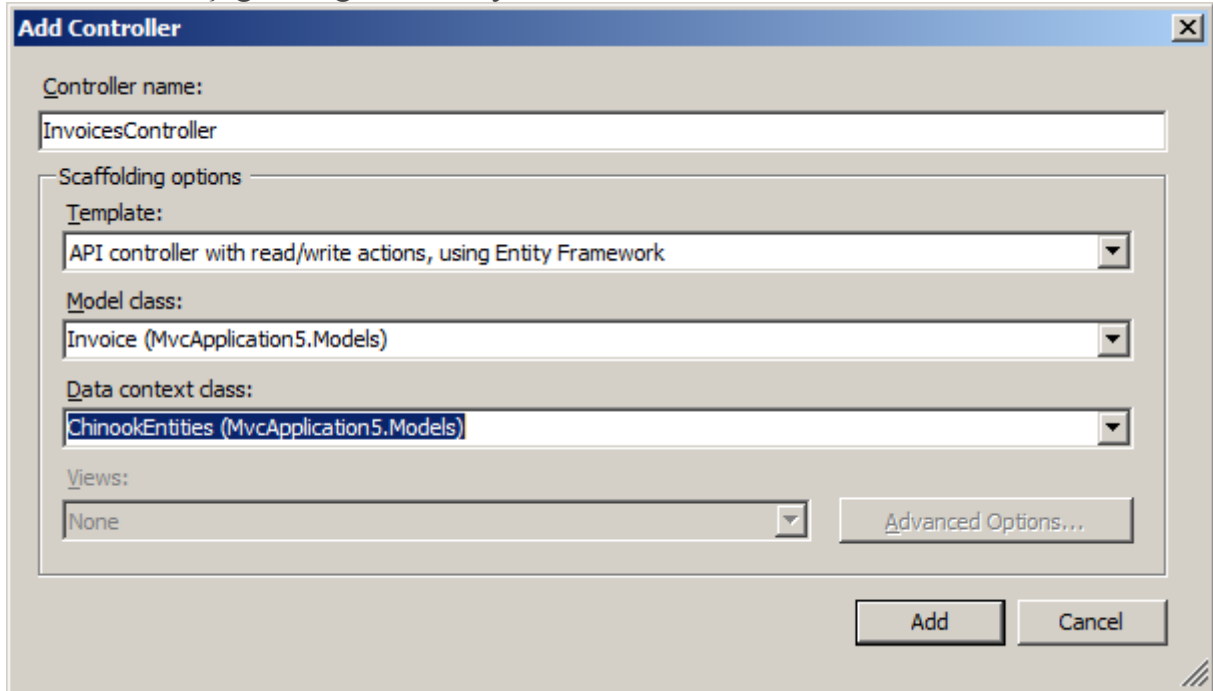 Add Controller
Controller name:
InvoicesController
Scaffolding options
Template:
API controller with read/write actions, using Entity Framework
Model class:
Invoice (MvcApplication5.Models)
Data context class:
ChinookEntities (MvcApplication5.Models)
Views:
None
Advanced Options...
Add Cancel